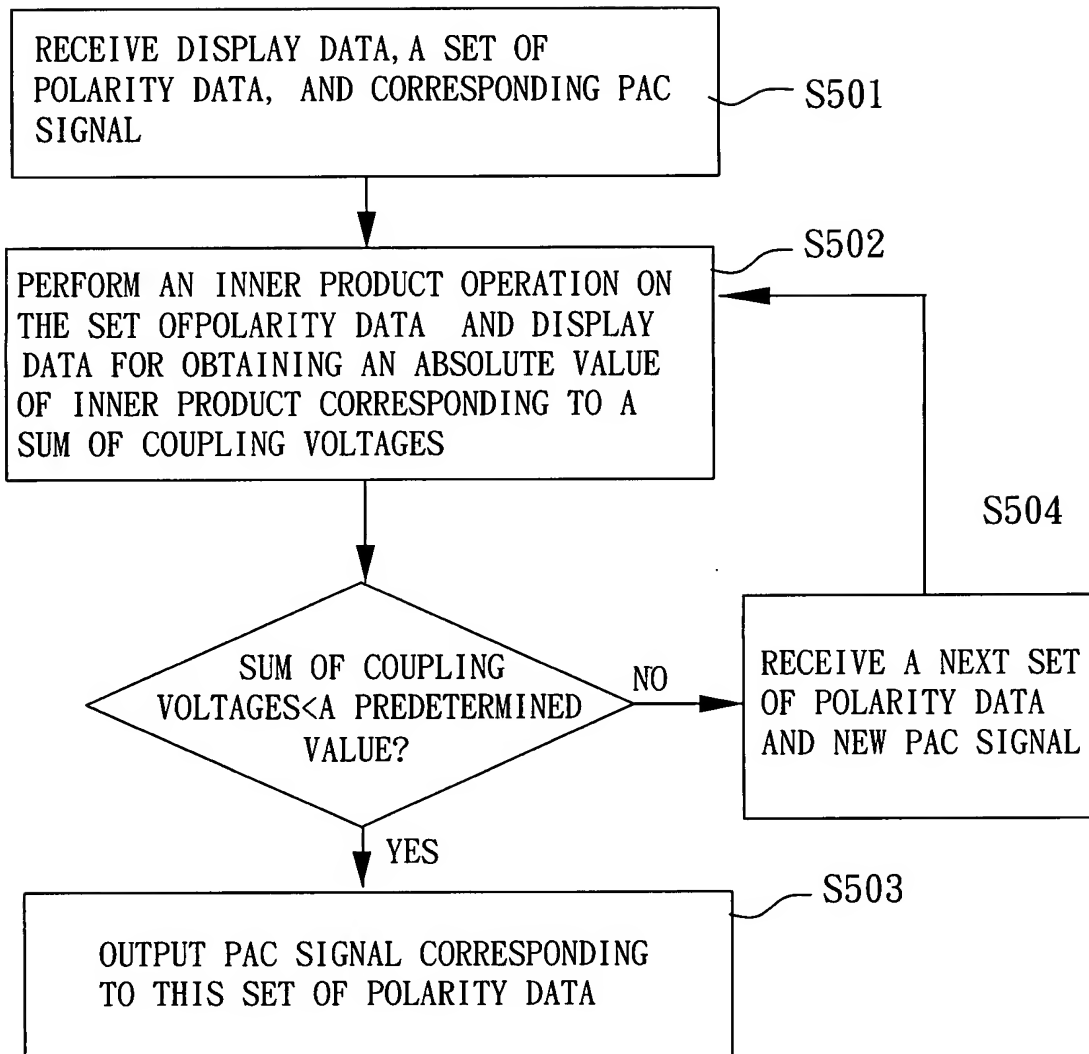 RECEIVE DISPLAY DATA, A SET OF
POLARITY DATA, AND CORRESPONDING PAC
SIGNAL
S501
S502
PERFORM AN INNER PRODUCT OPERATION ON
THE SET OFPOLARITY DATA AND DISPLAY
DATA FOR OBTAINING AN ABSOLUTE VALUE
OF INNER PRODUCT CORRESPONDING TO A
SUM OF COUPLING VOLTAGES
S504
SUM OF COUPLING
VOLTAGES<A PREDETERMINED
VALUE?
NO
RECEIVE A NEXT SET
OF POLARITY DATA
AND NEW PAC SIGNAL
YES
S503
OUTPUT PAC SIGNAL CORRESPONDING
TO THIS SET OF POLARITY DATA